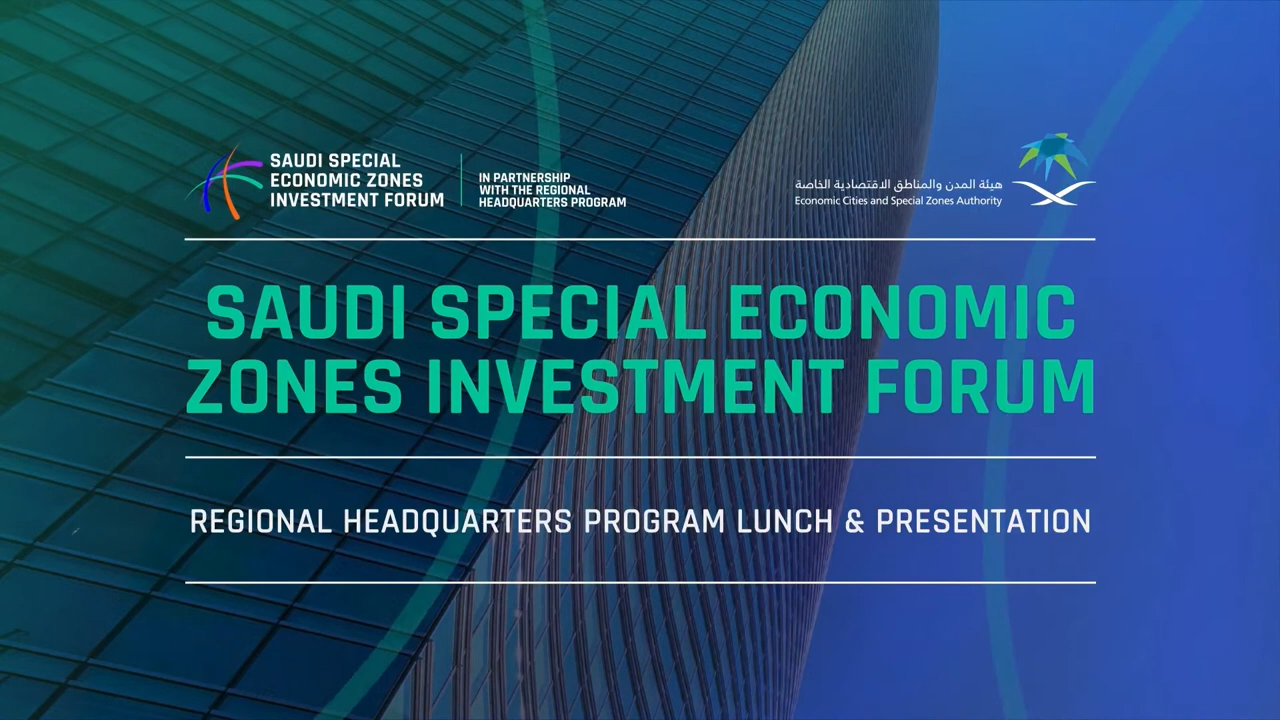 SAUDI SPECIAL
ECONOMIC ZONES
INVESTMENT FORUM
IN PARTNERSHIP
WITH THE REGIONAL
HEADQUARTERS PROGRAM
هيئة المدن والمناطق الاقتصادية الخاصة
Economic Cities and Special Zones Authority
SAUDI SPECIAL ECONOMIC
ZONES INVESTMENT FORUM
REGIONAL HEADQUARTERS PROGRAM LUNCH & PRESENTATION